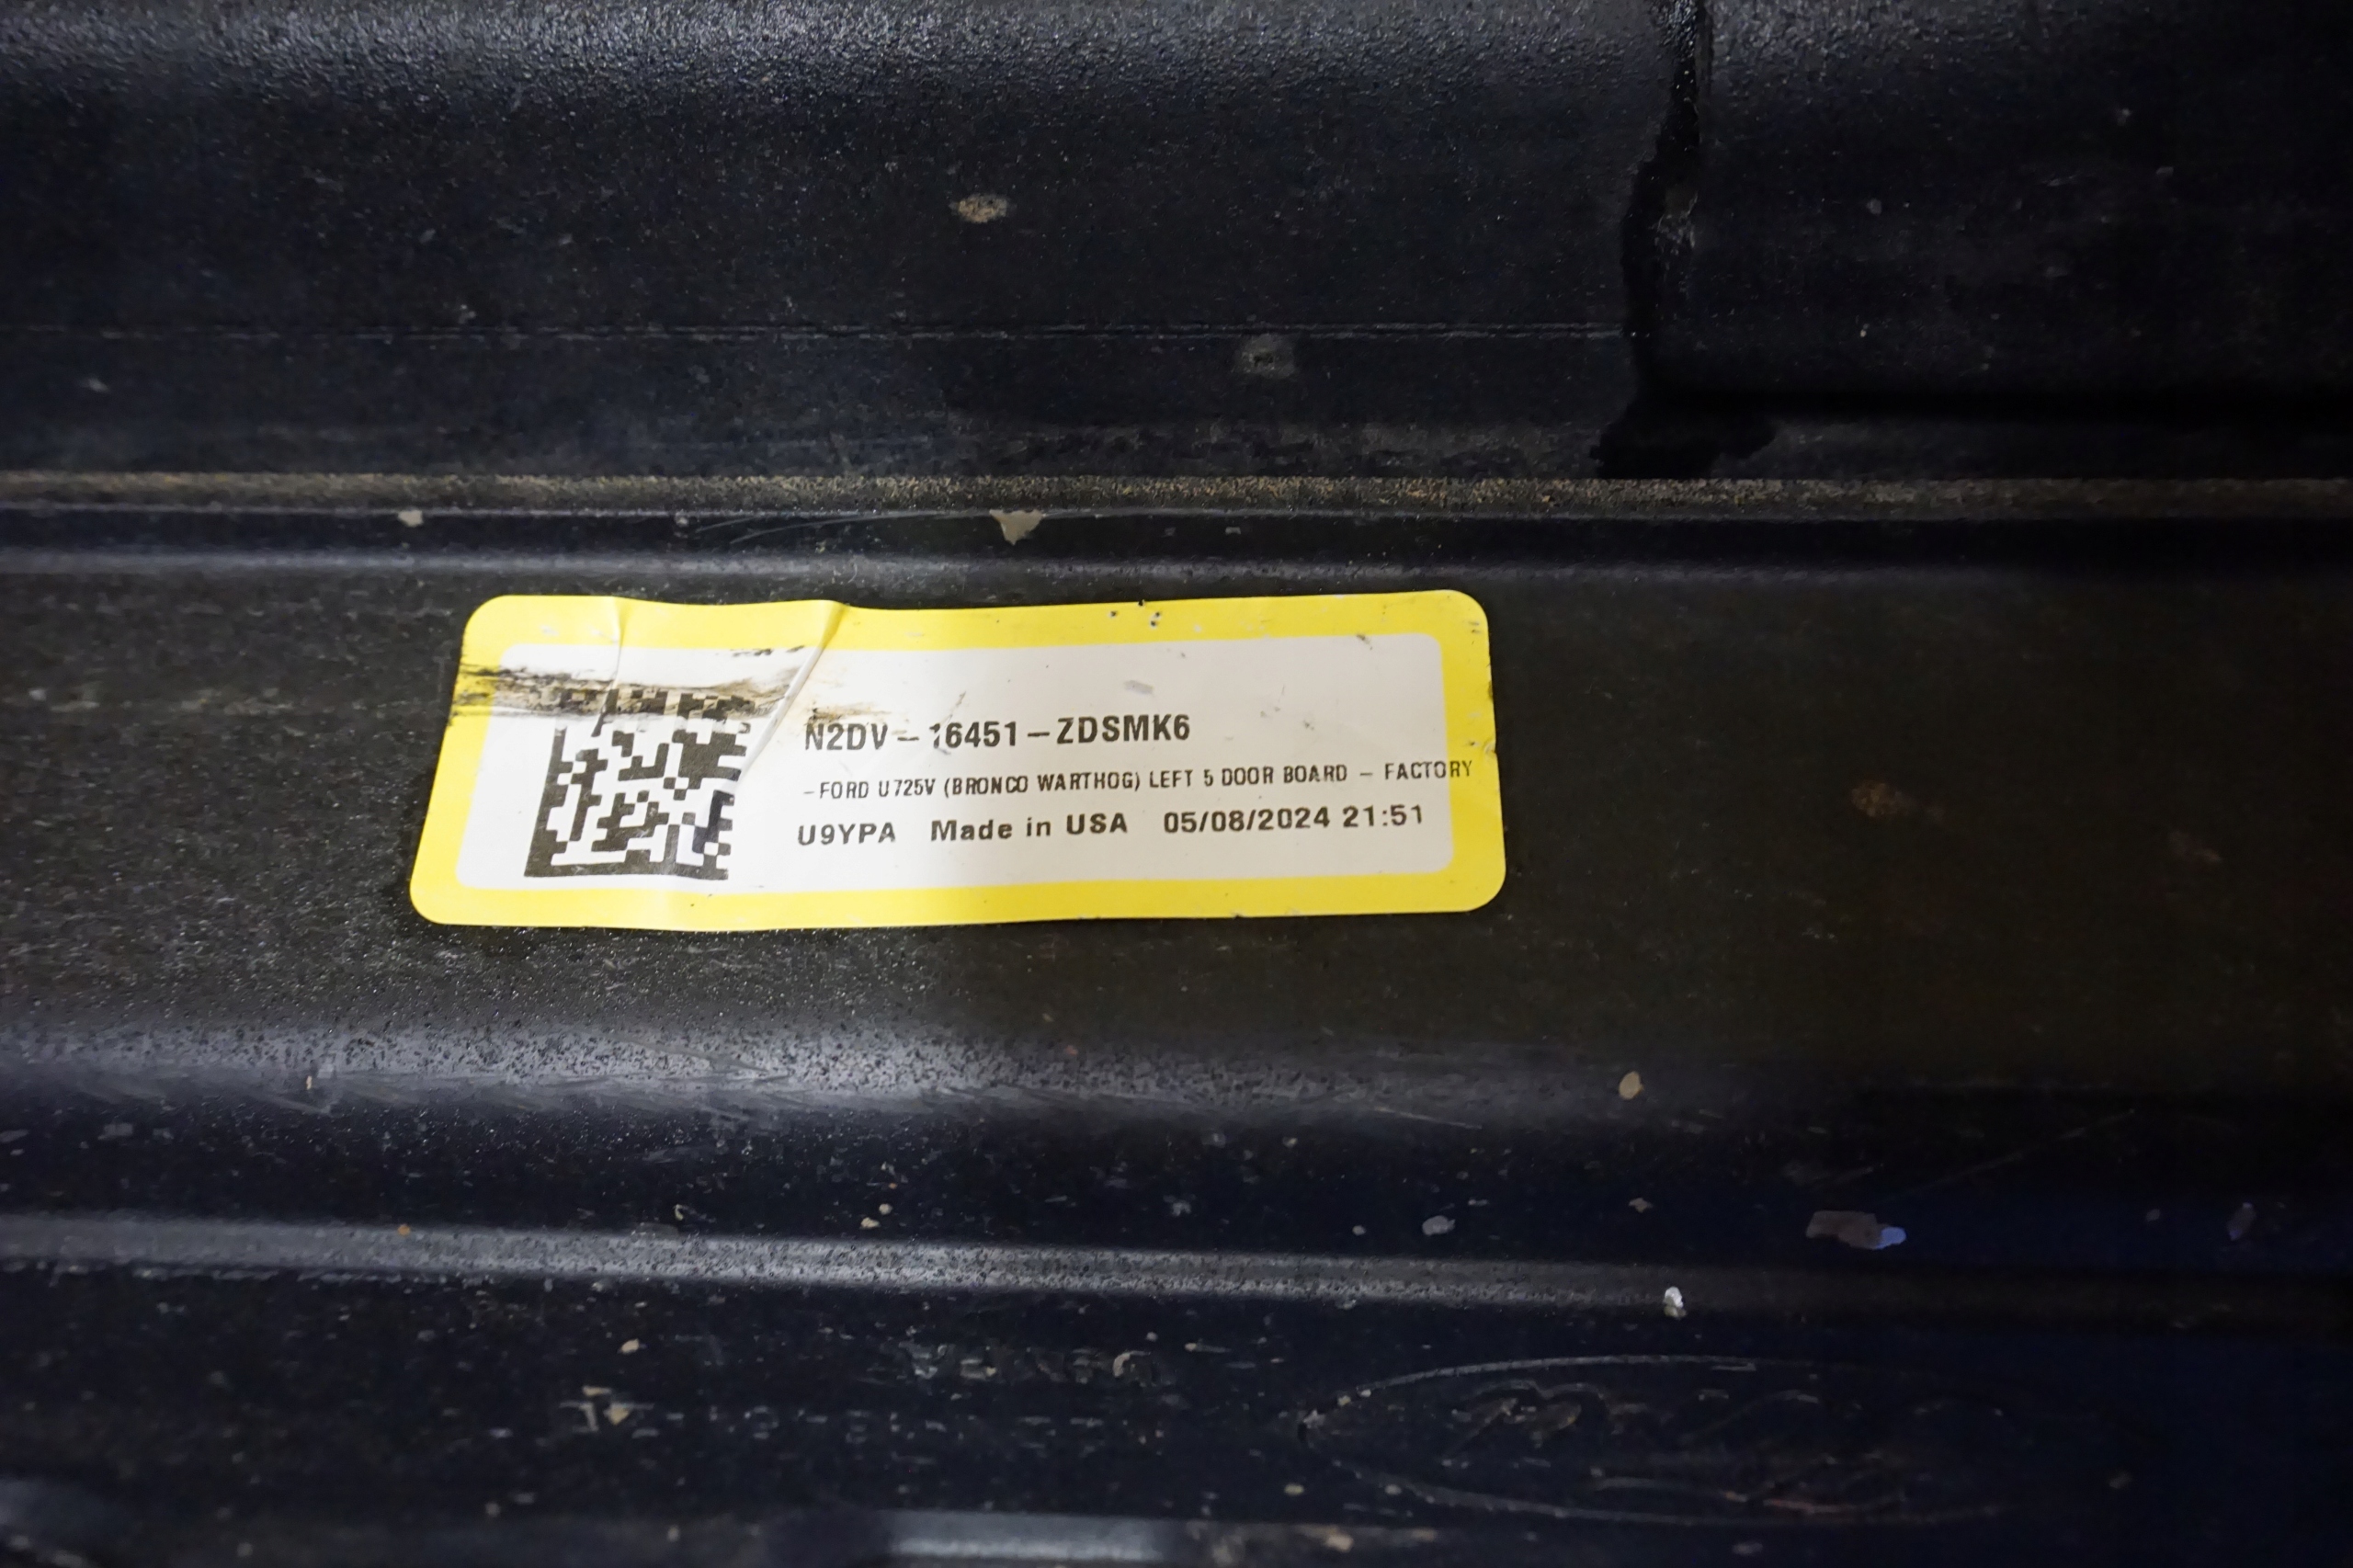 N2DV-16451-ZDSMK6
-FORD U725V (BRONCO WARTHOG) LEFT 5 DOOR BOARD - FACTORY
U9YPA Made in USA 05/08/2024 21:51